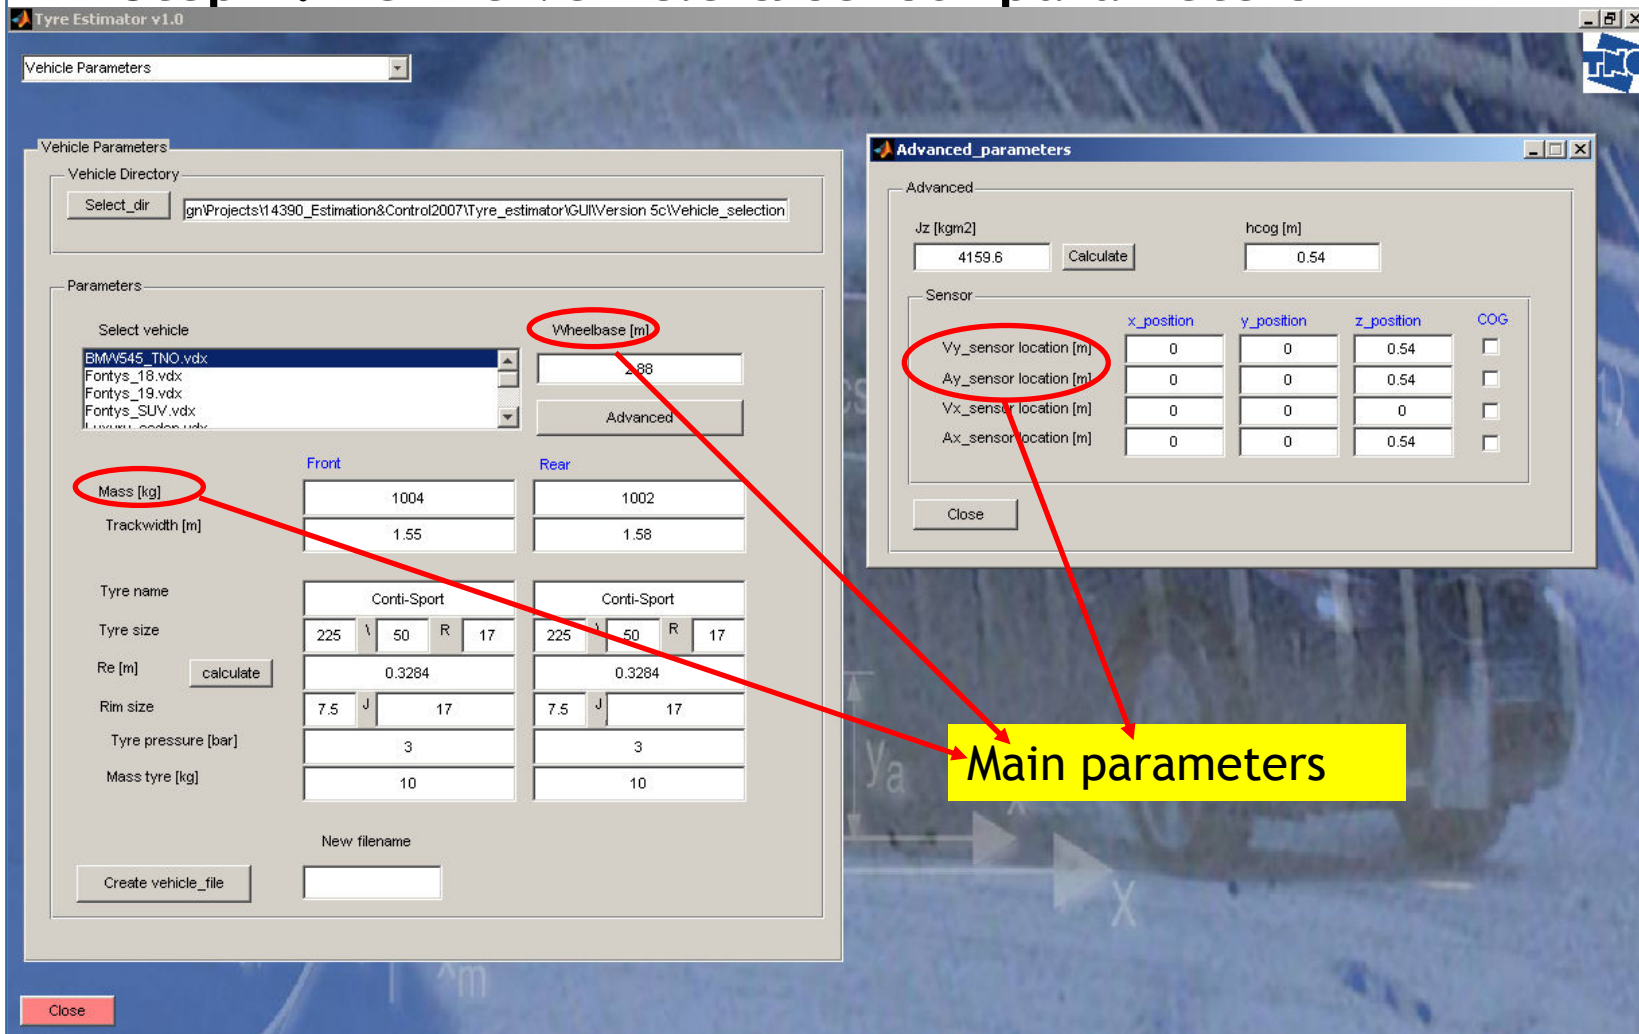 Tyre Estimator v1.0
TNO
Vehicle Parameters
Vehicle Parameters
Vehicle Directory
Select_dir gn\Projects\14390_Estimation&Control2007\Tyre_estimator\GUI\Version 5c\Vehicle_selection
Parameters
Select vehicle Wheelbase [m]
BMW545_TNO.vdx
Fontys_18.vdx
Fontys_19.vdx
Fontys_SUV.vdx
2.88
Advanced
Front Rear
Mass [kg] 1004 1002
Trackwidth [m] 1.55 1.58
Tyre name Conti-Sport Conti-Sport
Tyre size 225 \ 50 R 17 225 \ 50 R 17
Re [m] calculate 0.3284 0.3284
Rim size 7.5 J 17 7.5 J 17
Tyre pressure [bar] 3 3
Mass tyre [kg] 10 10
New filename
Create vehicle_file
Close
Advanced_parameters
Advanced
Jz [kgm2] hcog [m]
4159.6 Calculate 0.54
Sensor
x_position y_position z_position COG
Vy_sensor location [m] 0 0 0.54
Ay_sensor location [m] 0 0 0.54
Vx_sensor location [m] 0 0 0
Ax_sensor location [m] 0 0 0.54
Close
Main parameters
ya
x
X